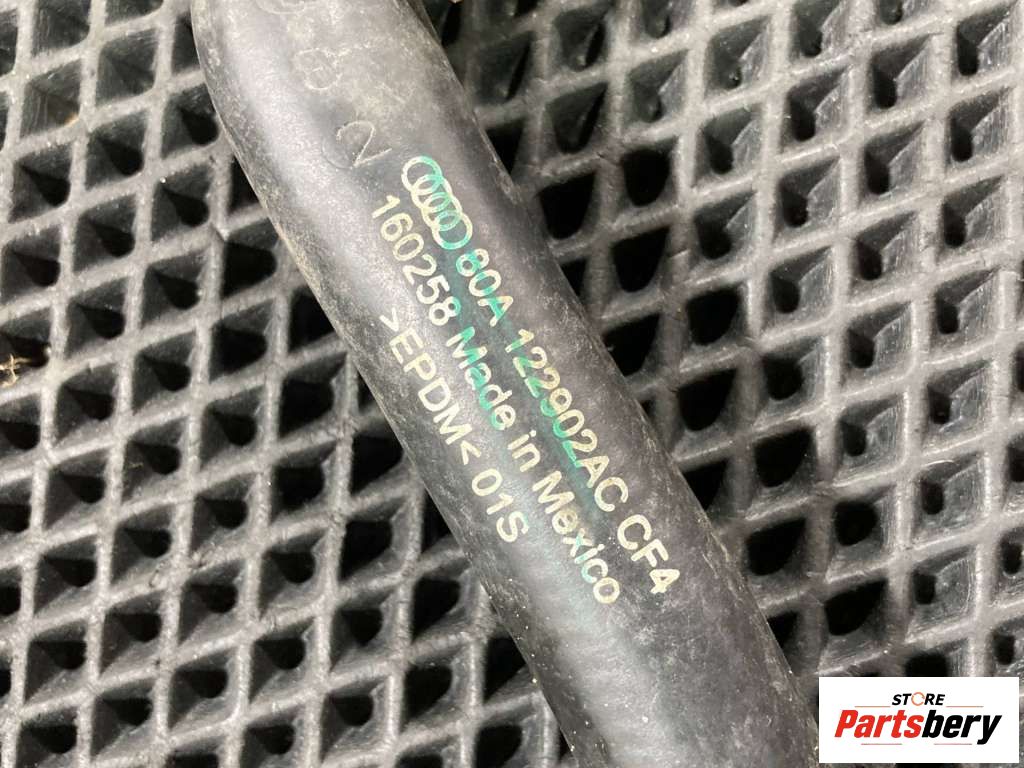 80A 122902AC CF4
160258 Made in Mexico
>EPDM< 01S
STORE
Partsbery